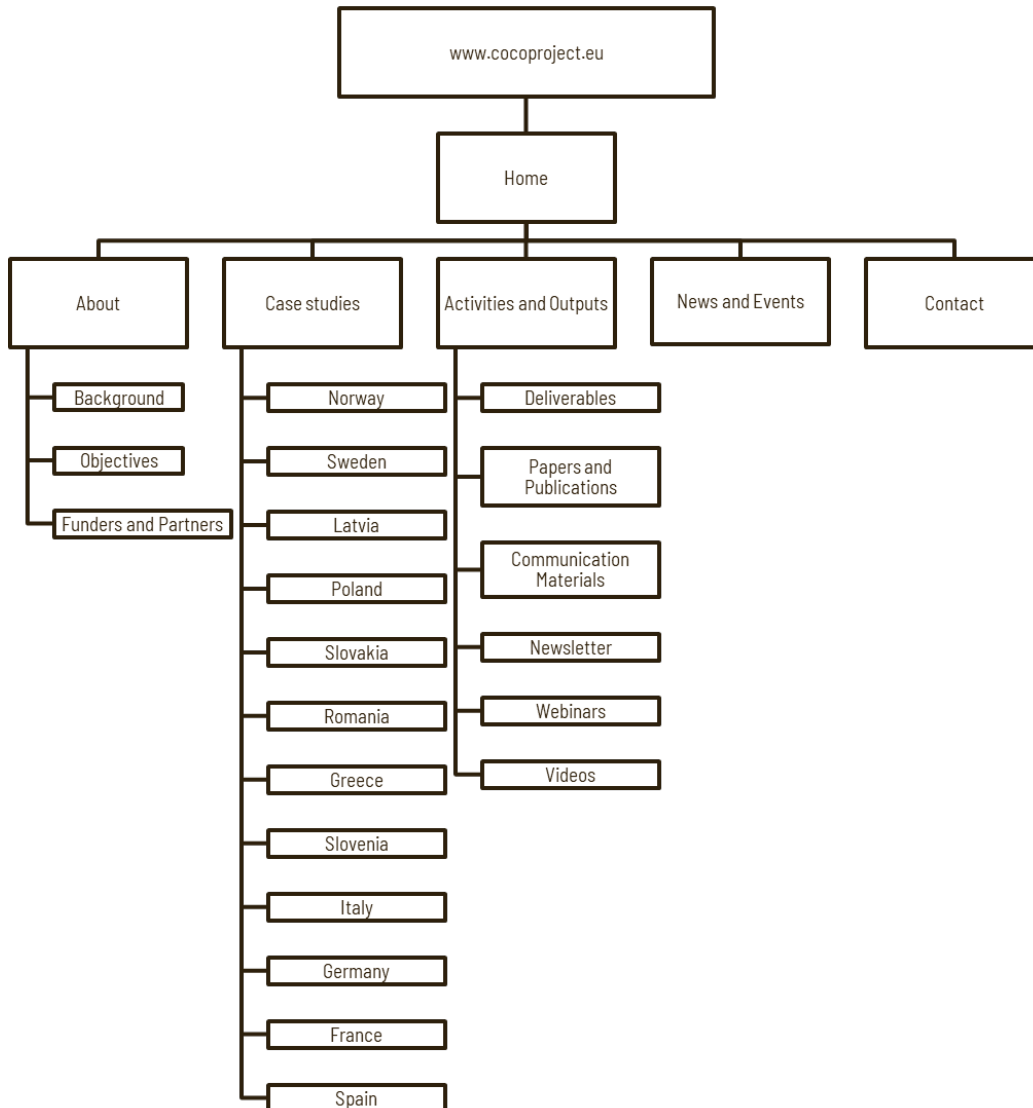 www.cocoproject.eu
Home
About
Case studies
Activities and Outputs
News and Events
Contact
Background
Objectives
Funders and Partners
Norway
Sweden
Latvia
Poland
Slovakia
Romania
Greece
Slovenia
Italy
Germany
France
Spain
Deliverables
Papers and
Publications
Communication
Materials
Newsletter
Webinars
Videos